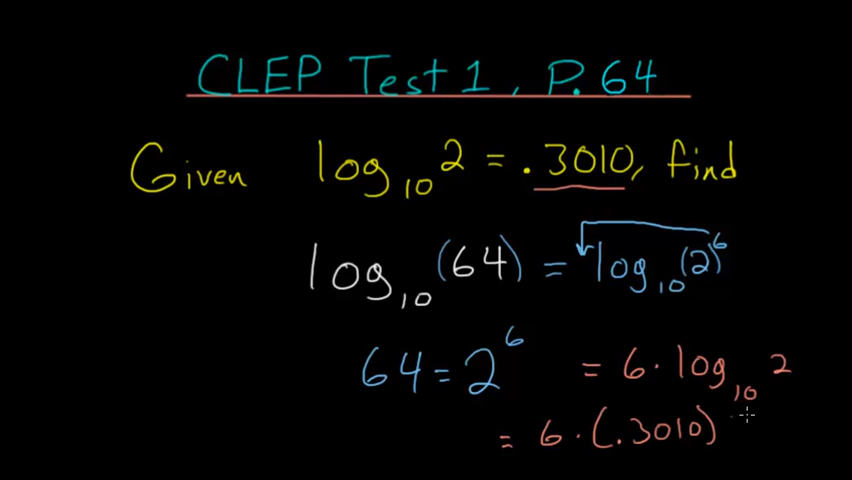 CLEP Test 1, P. 64
Given log₁₀ 2 = .3010, find
log₁₀(64) = log₁₀(2)⁶
64 = 2⁶ = 6 · log₁₀ 2
= 6 · (.3010)